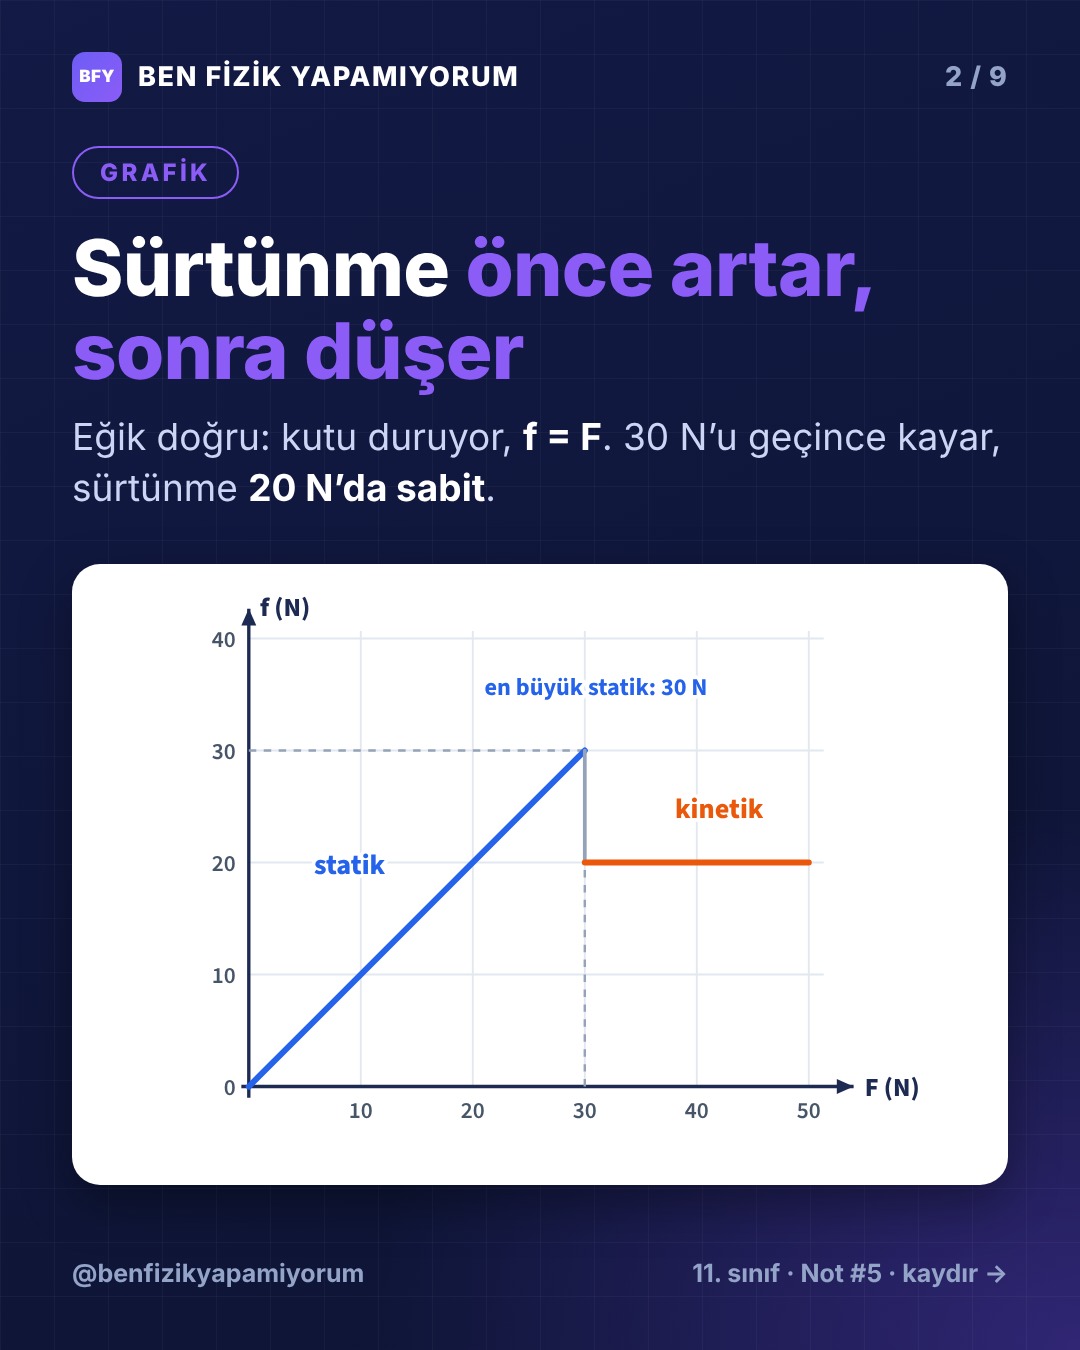 BFY BEN FİZİK YAPAMIYORUM 2 / 9
GRAFİK
Sürtünme önce artar,
sonra düşer
Eğik doğru: kutu duruyor, f = F. 30 N’u geçince kayar,
sürtünme 20 N’da sabit.
f (N)
40
en büyük statik: 30 N
30
kinetik
20
statik
10
0
F (N)
10 20 30 40 50
@benfizikyapamiyorum 11. sınıf · Not #5 · kaydır →